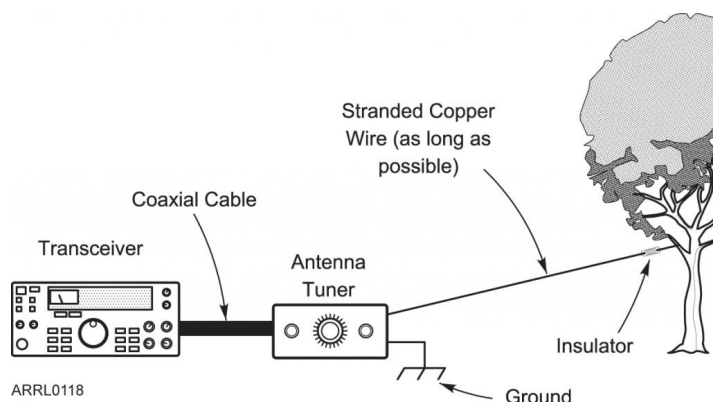 Stranded Copper
Wire (as long as
possible)
Coaxial Cable
Transceiver
Antenna
Tuner
Insulator
Ground
ARRL0118